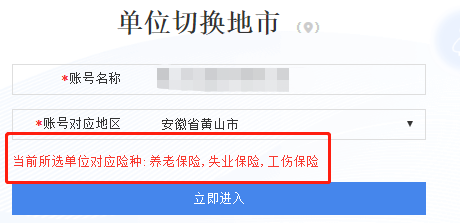 单位切换地市
*账号名称
*账号对应地区 安徽省黄山市
当前所选单位对应险种:养老保险,失业保险,工伤保险
立即进入